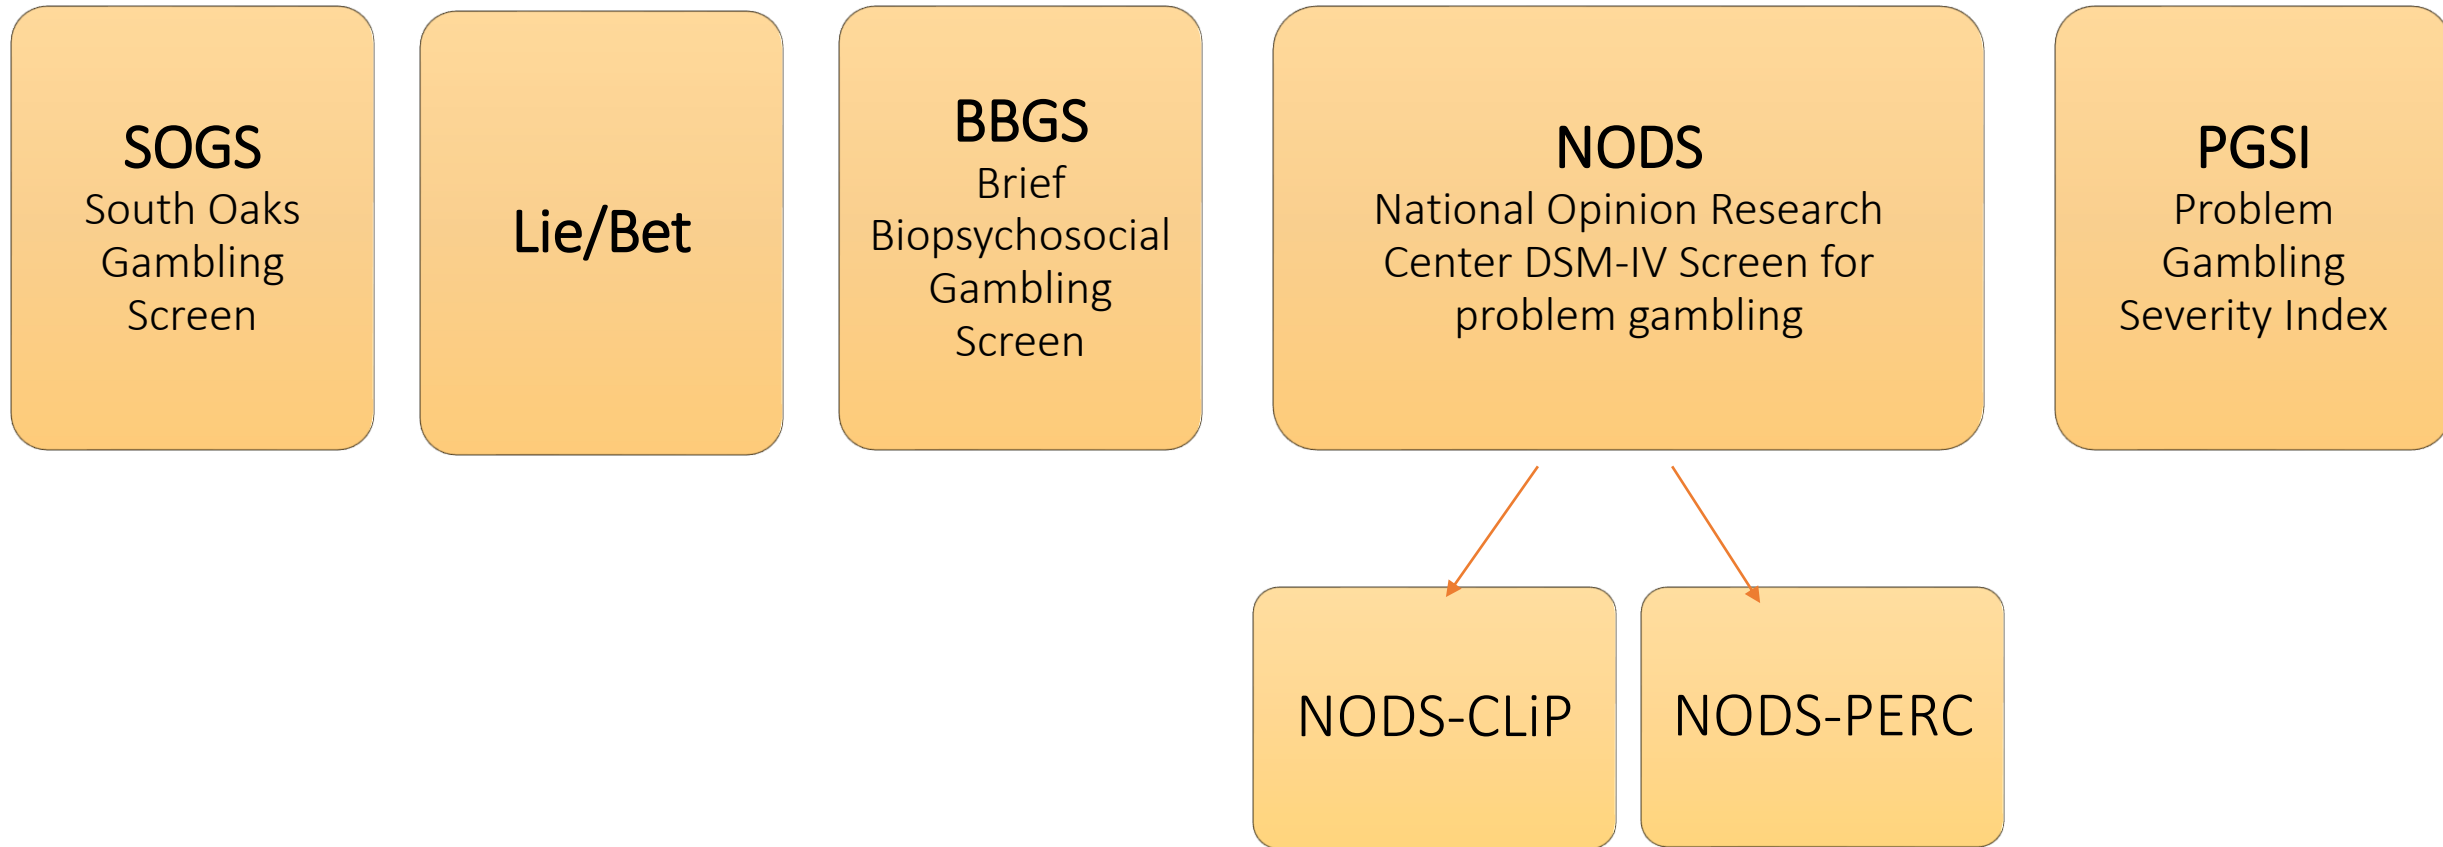 SOGS
South Oaks
Gambling
Screen
Lie/Bet
BBGS
Brief
Biopsychosocial
Gambling
Screen
NODS
National Opinion Research
Center DSM-IV Screen for
problem gambling
PGSI
Problem
Gambling
Severity Index
NODS-CLiP
NODS-PERC